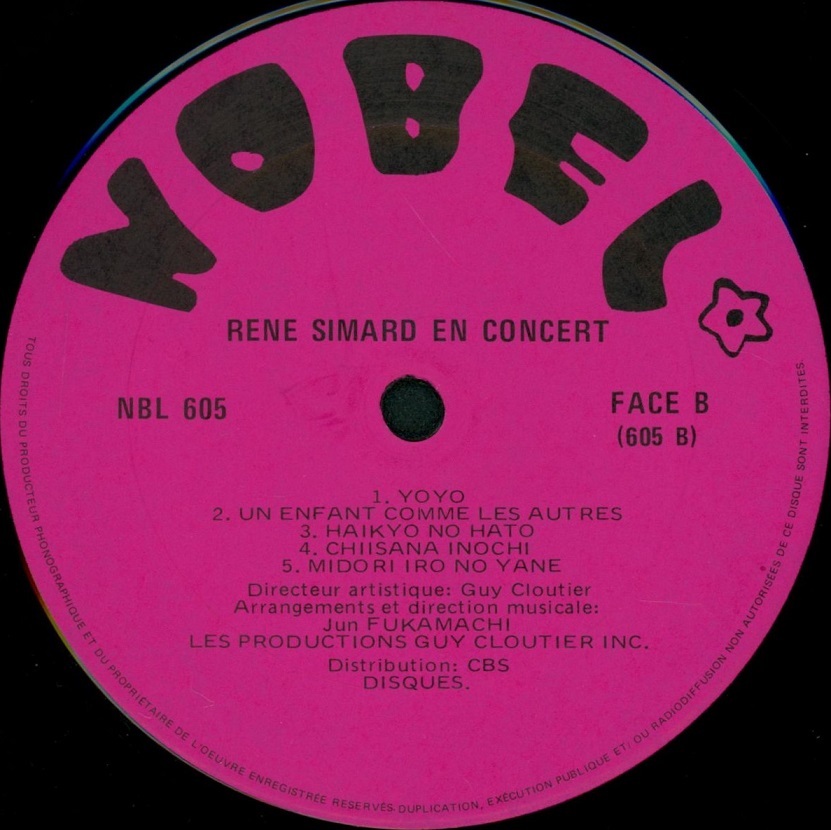 NOBEL
RENE SIMARD EN CONCERT
NBL 605
FACE B
(605 B)
1. YOYO
2. UN ENFANT COMME LES AUTRES
3. HAIKYO NO HATO
4. CHIISANA INOCHI
5. MIDORI IRO NO YANE
Directeur artistique: Guy Cloutier
Arrangements et direction musicale:
Jun FUKAMACHI
LES PRODUCTIONS GUY CLOUTIER INC.
Distribution: CBS
DISQUES.
TOUS DROITS DU PRODUCTEUR PHONOGRAPHIQUE ET DU PROPRIÉTAIRE DE L'OEUVRE ENREGISTRÉE RESERVÉS. DUPLICATION, EXÉCUTION PUBLIQUE ET, OU RADIODIFFUSION NON AUTORISÉES DE CE DISQUE SONT INTERDITES.